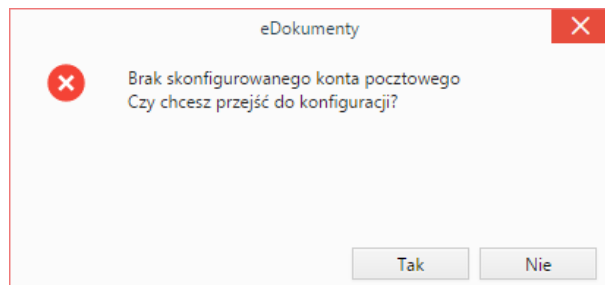 eDokumenty
Brak skonfigurowanego konta pocztowego
Czy chcesz przejść do konfiguracji?
Tak
Nie